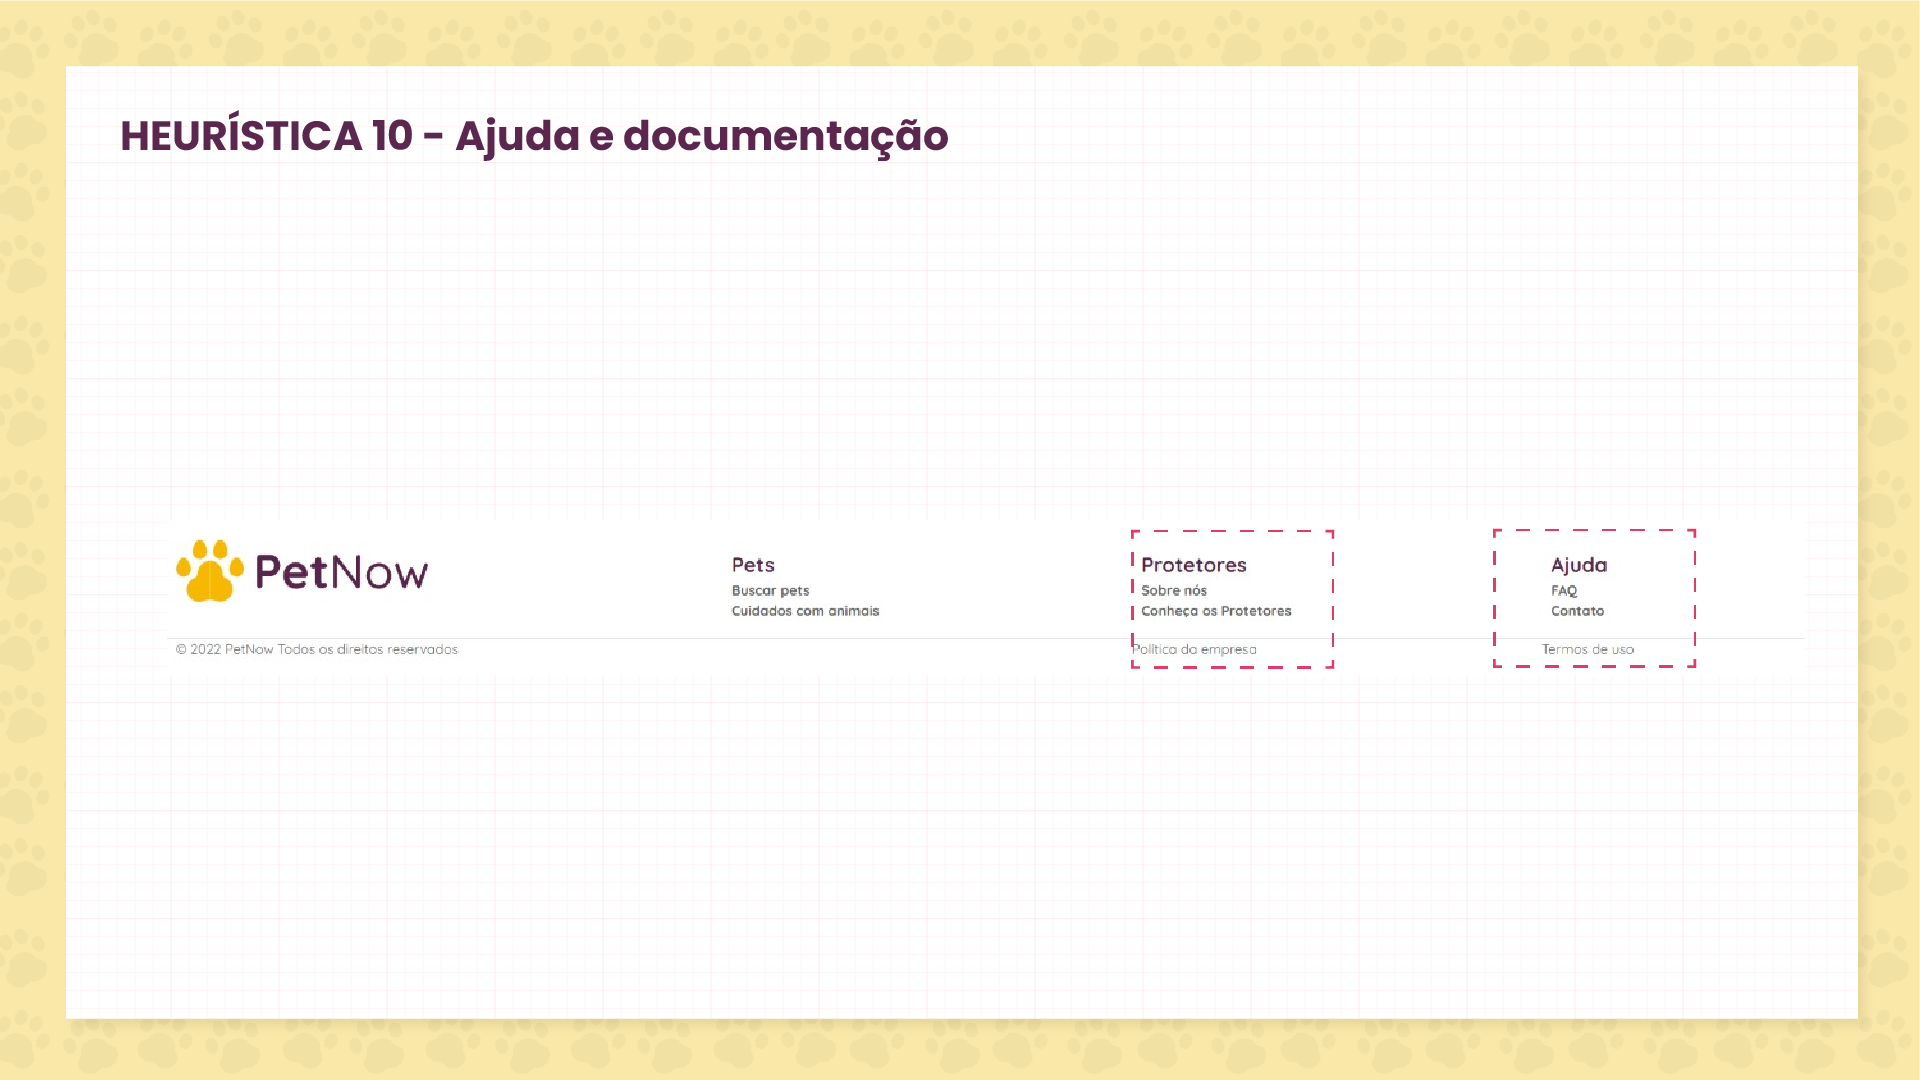 HEURÍSTICA 10 - Ajuda e documentação
PetNow
Pets
Buscar pets
Cuidados com animais
Protetores
Sobre nós
Conheça os Protetores
Ajuda
FAQ
Contato
© 2022 PetNow Todos os direitos reservados
Política da empresa
Termos de uso